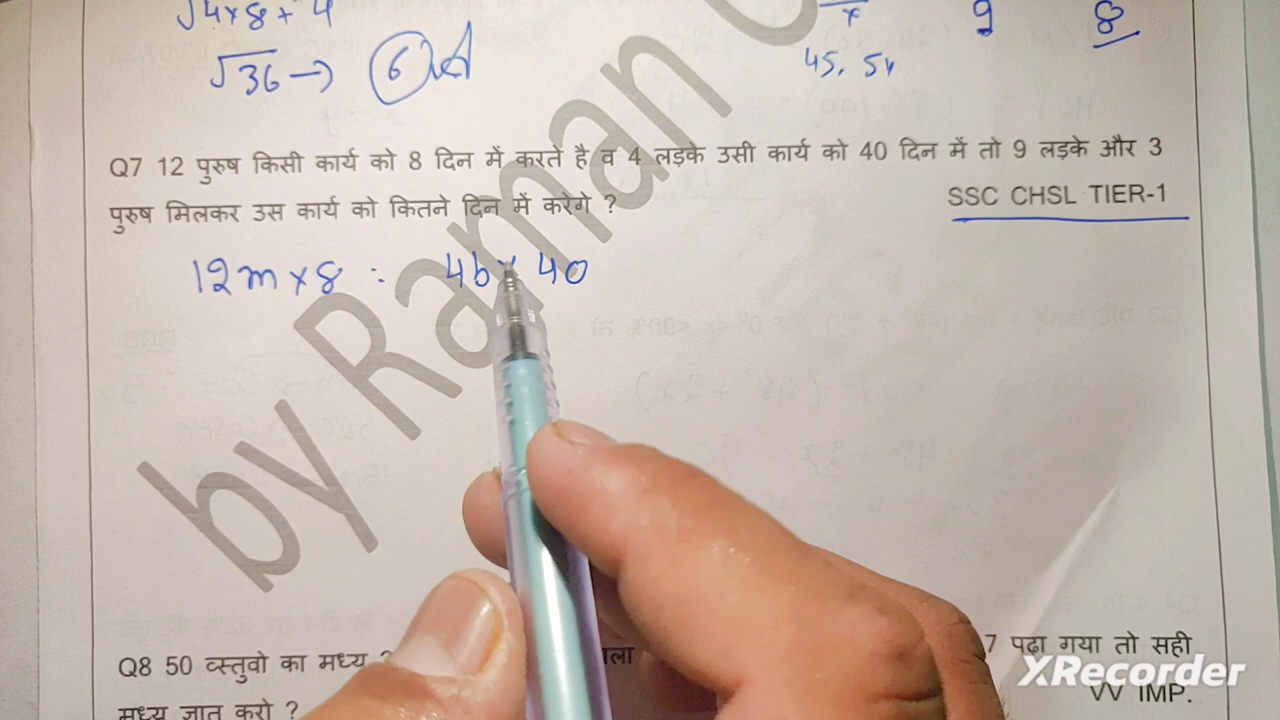 √4×8+4
x
9
8
√36 → 6
45, 54
Q7 12 पुरुष किसी कार्य को 8 दिन में करते है व 4 लड़के उसी कार्य को 40 दिन में तो 9 लड़के और 3
पुरुष मिलकर उस कार्य को कितने दिन में करेगे ?
SSC CHSL TIER-1
12m×8 : 4b× 40
by Raman
Q8 50 वस्तुवो का मध्य
7 पढ़ा गया तो सही
मध्य ज्ञात करो ?
VV IMP.
XRecorder